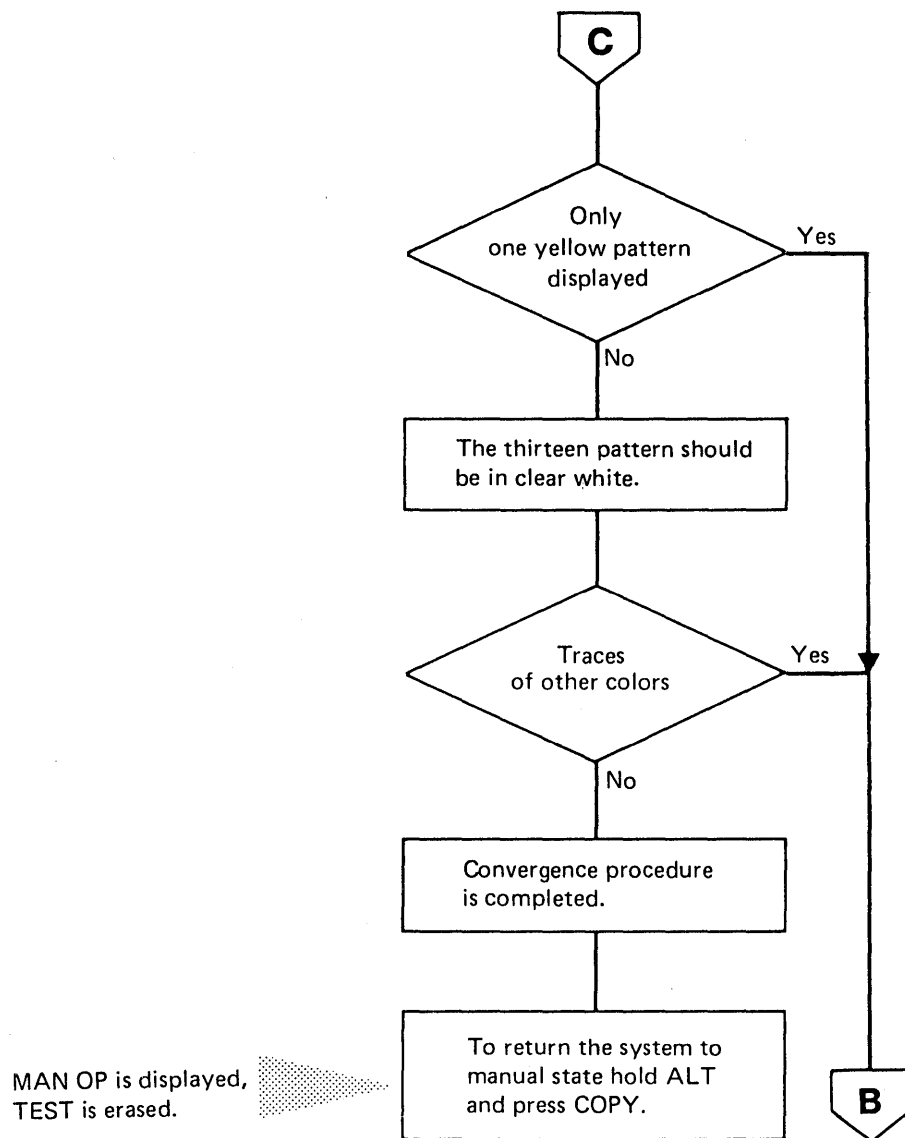 C
Only
one yellow pattern
displayed
Yes
No
The thirteen pattern should
be in clear white.
Traces
of other colors
Yes
No
Convergence procedure
is completed.
To return the system to
manual state hold ALT
and press COPY.
MAN OP is displayed,
TEST is erased.
B